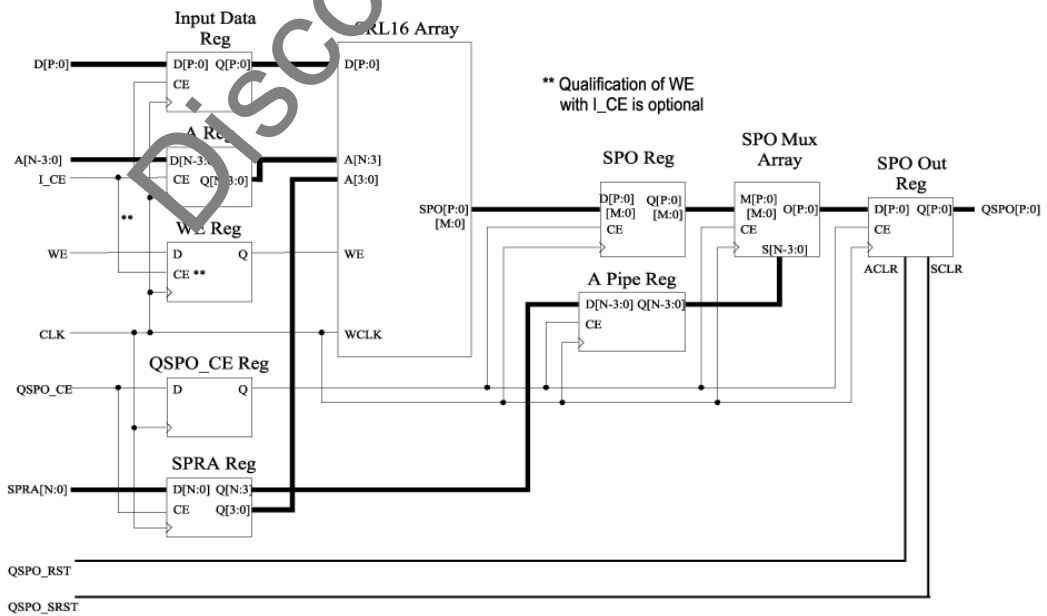 Input Data
Reg
SRL16 Array
D[P:0]
D[P:0] Q[P:0]
D[P:0]
CE
** Qualification of WE
with I_CE is optional
A Reg
A[N-3:0]
A[N:3]
I_CE
CE
A[3:0]
**
SPO Reg
SPO Mux
Array
SPO Out
Reg
SPO[P:0]
[M:0]
D[P:0] Q[P:0]
[M:0] [M:0]
CE
M[P:0]
[M:0] O[P:0]
CE
S[N-3:0]
D[P:0] Q[P:0]
CE
QSPO[P:0]
ACLR SCLR
WE Reg
WE
D Q
WE
CE **
A Pipe Reg
D[N-3:0] Q[N-3:0]
CE
CLK
WCLK
QSPO_CE Reg
QSPO_CE
D Q
SPRA Reg
SPRA[N:0]
D[N:0] Q[N:3]
CE Q[3:0]
QSPO_RST
QSPO_SRST
Disco